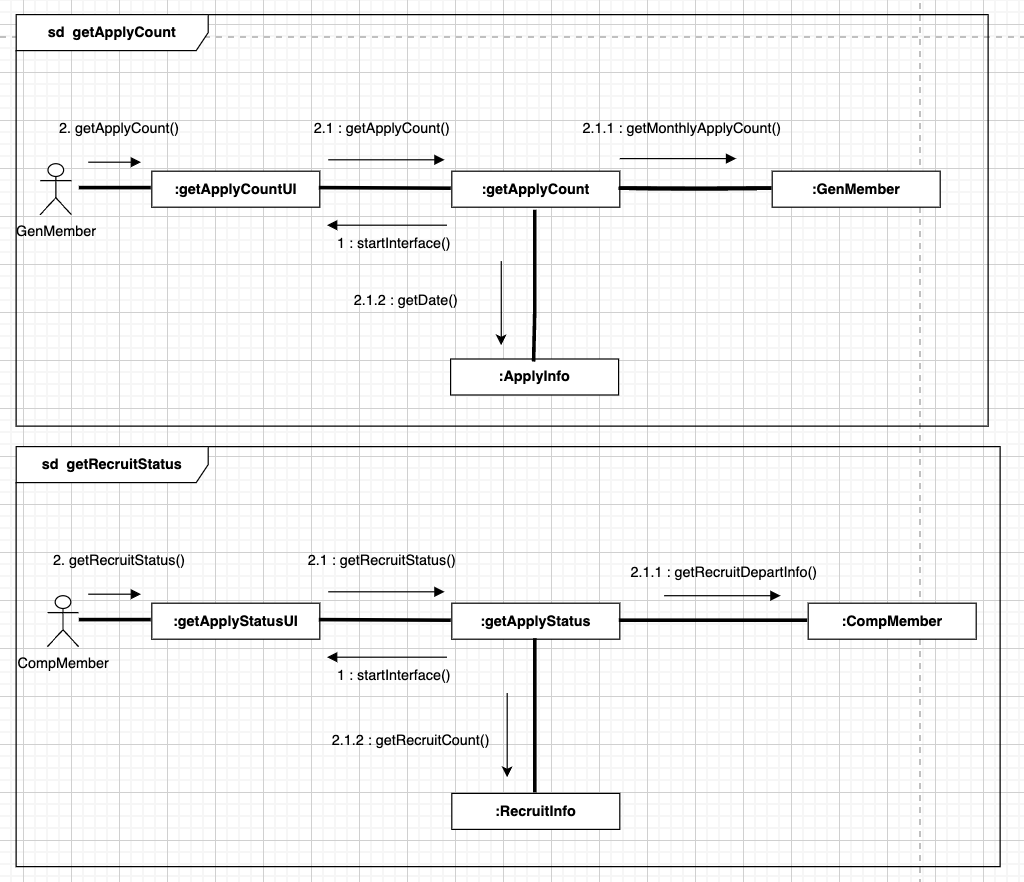 sd  getApplyCount
2. getApplyCount()
2.1 : getApplyCount()
2.1.1 : getMonthlyApplyCount()
:getApplyCountUI
:getApplyCount
:GenMember
GenMember
1 : startInterface()
2.1.2 : getDate()
:ApplyInfo
sd  getRecruitStatus
2. getRecruitStatus()
2.1 : getRecruitStatus()
2.1.1 : getRecruitDepartInfo()
:getApplyStatusUI
:getApplyStatus
:CompMember
CompMember
1 : startInterface()
2.1.2 : getRecruitCount()
:RecruitInfo